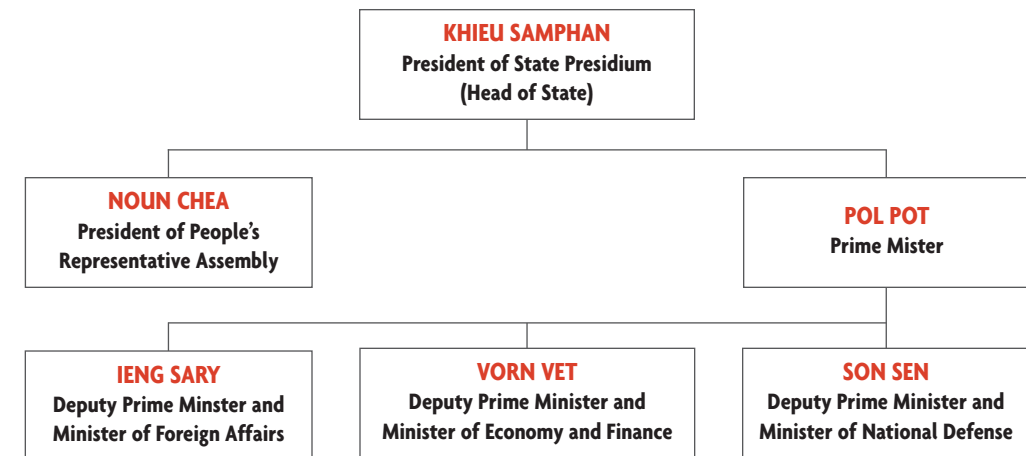 KHIEU SAMPHAN
President of State Presidium
(Head of State)
NOUN CHEA
President of People's
Representative Assembly
POL POT
Prime Mister
IENG SARY
Deputy Prime Minster and
Minister of Foreign Affairs
VORN VET
Deputy Prime Minister and
Minister of Economy and Finance
SON SEN
Deputy Prime Minister and
Minister of National Defense